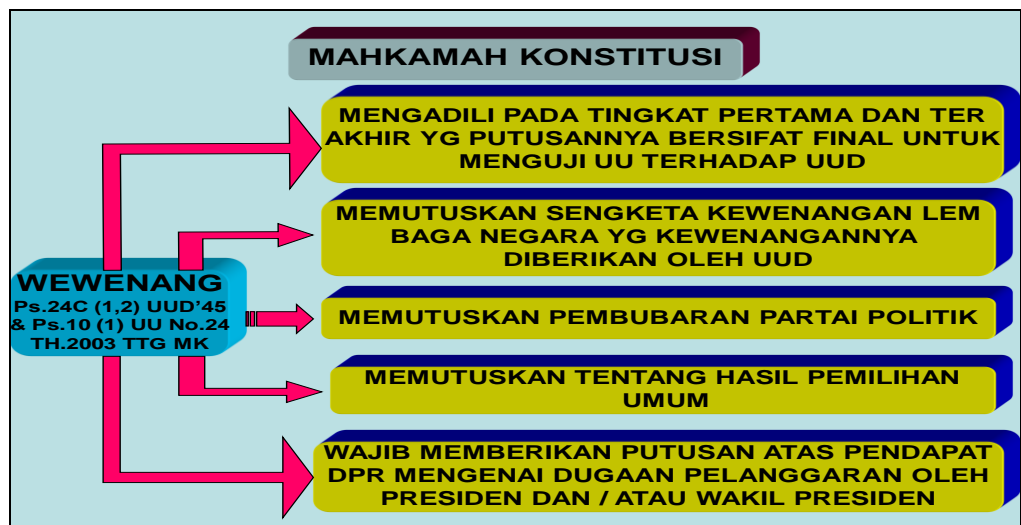 MAHKAMAH KONSTITUSI
MENGADILI PADA TINGKAT PERTAMA DAN TER
AKHIR YG PUTUSANNYA BERSIFAT FINAL UNTUK
MENGUJI UU TERHADAP UUD
MEMUTUSKAN SENGKETA KEWENANGAN LEM
BAGA NEGARA YG KEWENANGANNYA
DIBERIKAN OLEH UUD
WEWENANG
Ps.24C (1,2) UUD’45
& Ps.10 (1) UU No.24
TH.2003 TTG MK
MEMUTUSKAN PEMBUBARAN PARTAI POLITIK
MEMUTUSKAN TENTANG HASIL PEMILIHAN
UMUM
WAJIB MEMBERIKAN PUTUSAN ATAS PENDAPAT
DPR MENGENAI DUGAAN PELANGGARAN OLEH
PRESIDEN DAN / ATAU WAKIL PRESIDEN